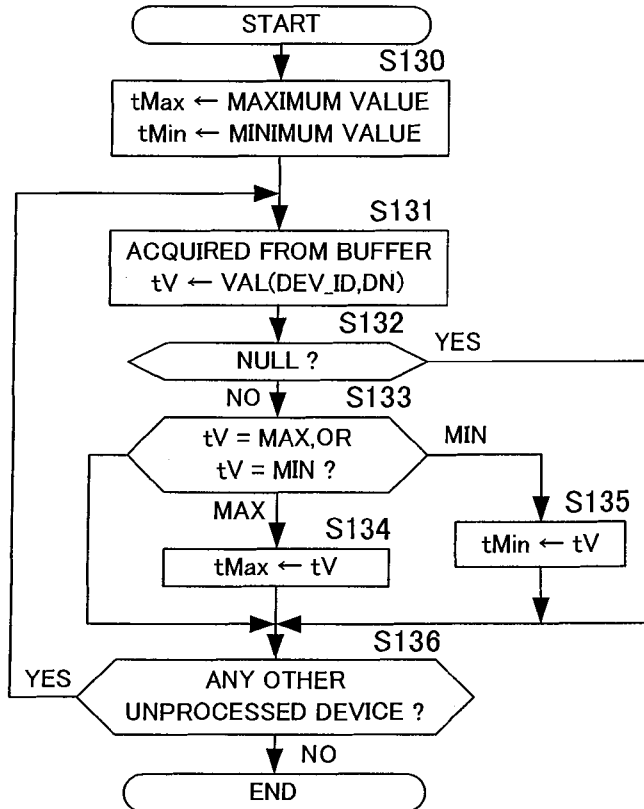 START
S130
tMax ← MAXIMUM VALUE
tMin ← MINIMUM VALUE
S131
ACQUIRED FROM BUFFER
tV ← VAL(DEV_ID,DN)
S132
NULL ?
YES
NO
S133
tV = MAX,OR
tV = MIN ?
MIN
MAX
S134
tMax ← tV
S135
tMin ← tV
S136
ANY OTHER
UNPROCESSED DEVICE ?
YES
NO
END